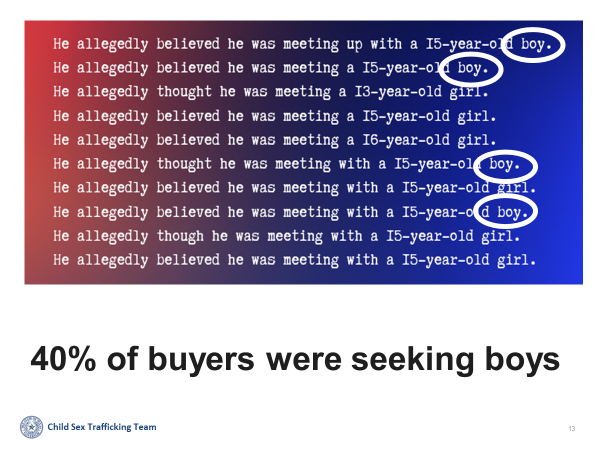 He allegedly believed he was meeting up with a I5-year-old boy.
He allegedly believed he was meeting a I5-year-old boy.
He allegedly thought he was meeting a I3-year-old girl.
He allegedly believed he was meeting a I5-year-old girl.
He allegedly believed he was meeting a I6-year-old girl.
He allegedly thought he was meeting with a I5-year-old boy.
He allegedly believed he was meeting with a I5-year-old girl.
He allegedly believed he was meeting with a I5-year-old boy.
He allegedly though he was meeting with a I5-year-old girl.
He allegedly believed he was meeting with a I5-year-old girl.
40% of buyers were seeking boys
Child Sex Trafficking Team
13